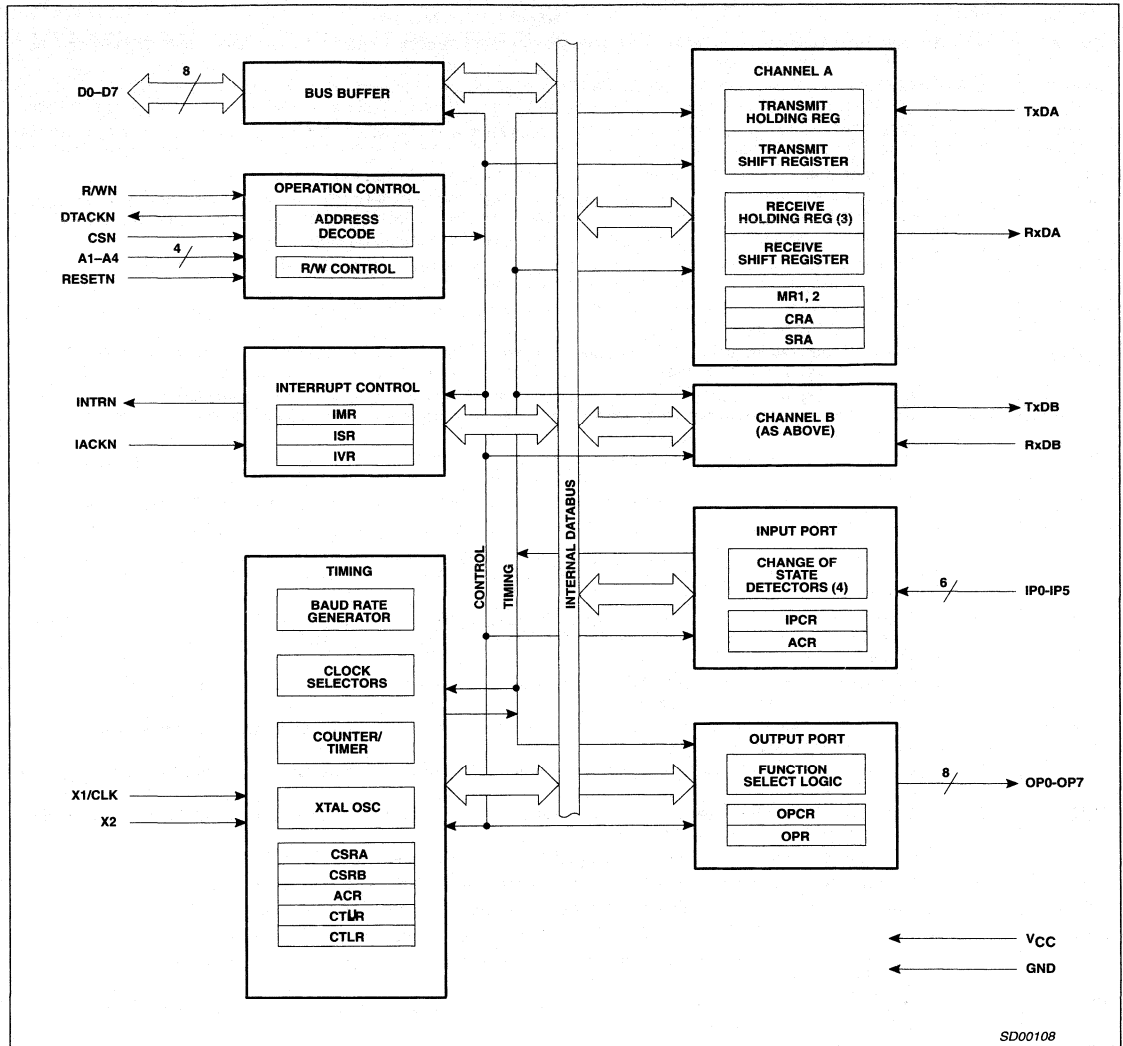 8
D0–D7
BUS BUFFER
R/WN
DTACKN
CSN
A1–A4
4
RESETN
OPERATION CONTROL
ADDRESS
DECODE
R/W CONTROL
INTRN
IACKN
INTERRUPT CONTROL
IMR
ISR
IVR
TIMING
BAUD RATE
GENERATOR
CLOCK
SELECTORS
COUNTER/
TIMER
X1/CLK
X2
XTAL OSC
CSRA
CSRB
ACR
CTUR
CTLR
CONTROL
TIMING
INTERNAL DATABUS
CHANNEL A
TRANSMIT
HOLDING REG
TRANSMIT
SHIFT REGISTER
RECEIVE
HOLDING REG (3)
RECEIVE
SHIFT REGISTER
MR1, 2
CRA
SRA
TxDA
RxDA
CHANNEL B
(AS ABOVE)
TxDB
RxDB
INPUT PORT
CHANGE OF
STATE
DETECTORS (4)
IPCR
ACR
6
IP0-IP5
OUTPUT PORT
FUNCTION
SELECT LOGIC
OPCR
OPR
8
OP0-OP7
VCC
GND
SD00108